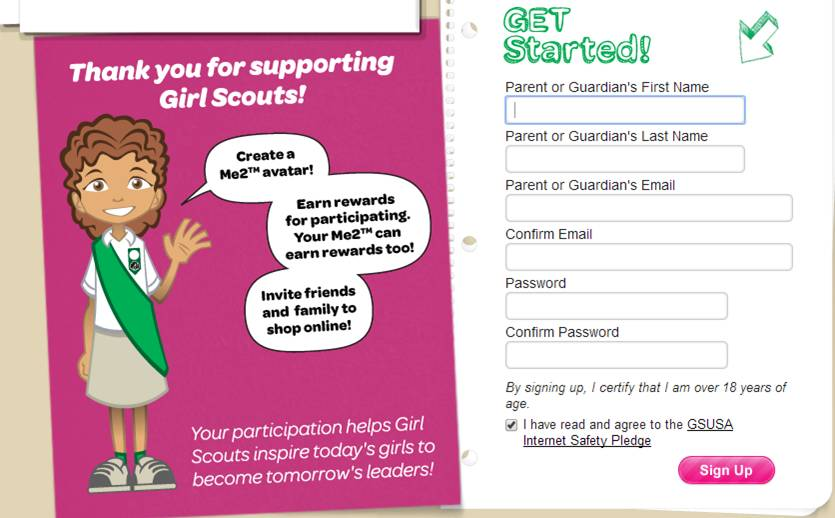 Thank you for supporting
Girl Scouts!
Create a
Me2™ avatar!
Earn rewards
for participating.
Your Me2™ can
earn rewards too!
Invite friends
and family to
shop online!
Your participation helps Girl
Scouts inspire today's girls to
become tomorrow's leaders!
GET
Started!
Parent or Guardian's First Name
Parent or Guardian's Last Name
Parent or Guardian's Email
Confirm Email
Password
Confirm Password
By signing up, I certify that I am over 18 years of
age.
I have read and agree to the GSUSA
Internet Safety Pledge
Sign Up